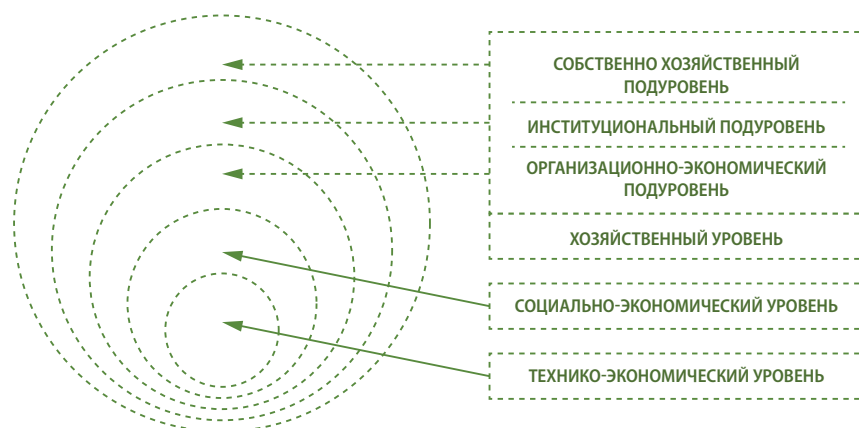 СОБСТВЕННО ХОЗЯЙСТВЕННЫЙ
ПОДУРОВЕНЬ
ИНСТИТУЦИОНАЛЬНЫЙ ПОДУРОВЕНЬ
ОРГАНИЗАЦИОННО-ЭКОНОМИЧЕСКИЙ
ПОДУРОВЕНЬ
ХОЗЯЙСТВЕННЫЙ УРОВЕНЬ
СОЦИАЛЬНО-ЭКОНОМИЧЕСКИЙ УРОВЕНЬ
ТЕХНИКО-ЭКОНОМИЧЕСКИЙ УРОВЕНЬ